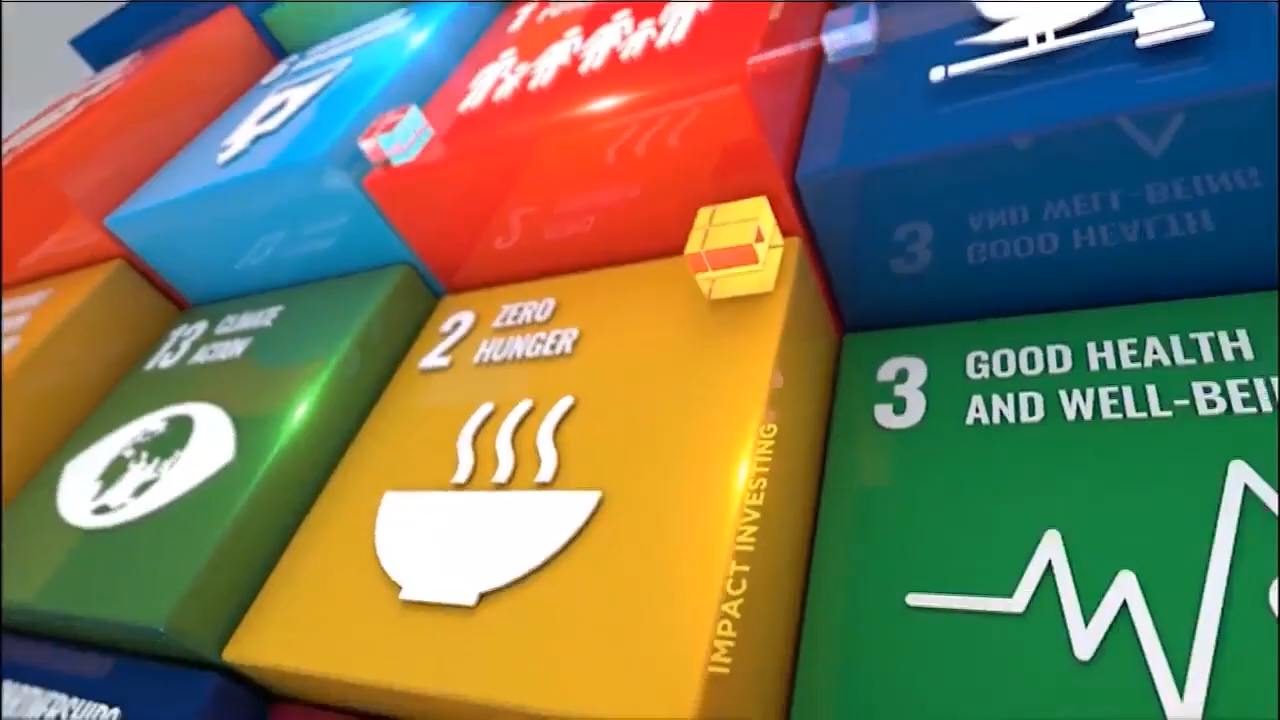 13 CLIMATE
ACTION
2 ZERO
HUNGER
IMPACT INVESTING
3 AND WELL-BEING
GOOD HEALTH
3 GOOD HEALTH
AND WELL-BEI